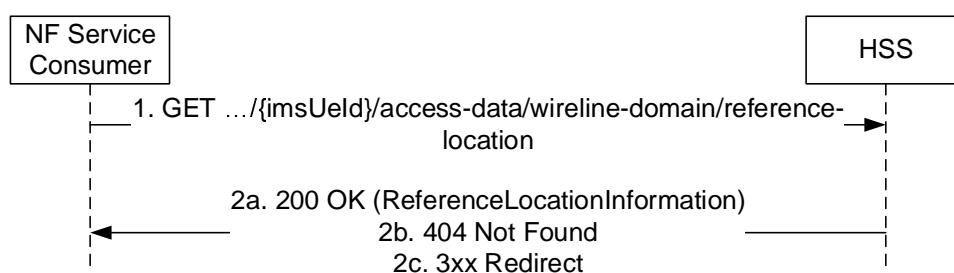 NF Service
Consumer
HSS
1. GET …/{imsUeId}/access-data/wireline-domain/reference-
location
2a. 200 OK (ReferenceLocationInformation)
2b. 404 Not Found
2c. 3xx Redirect